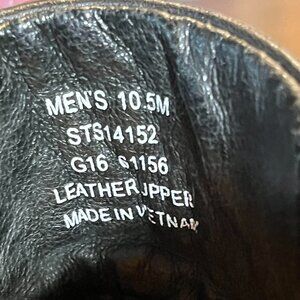 MEN'S 10.5M
STS14152
G16 S1156
LEATHER UPPER
MADE IN VIETNAM